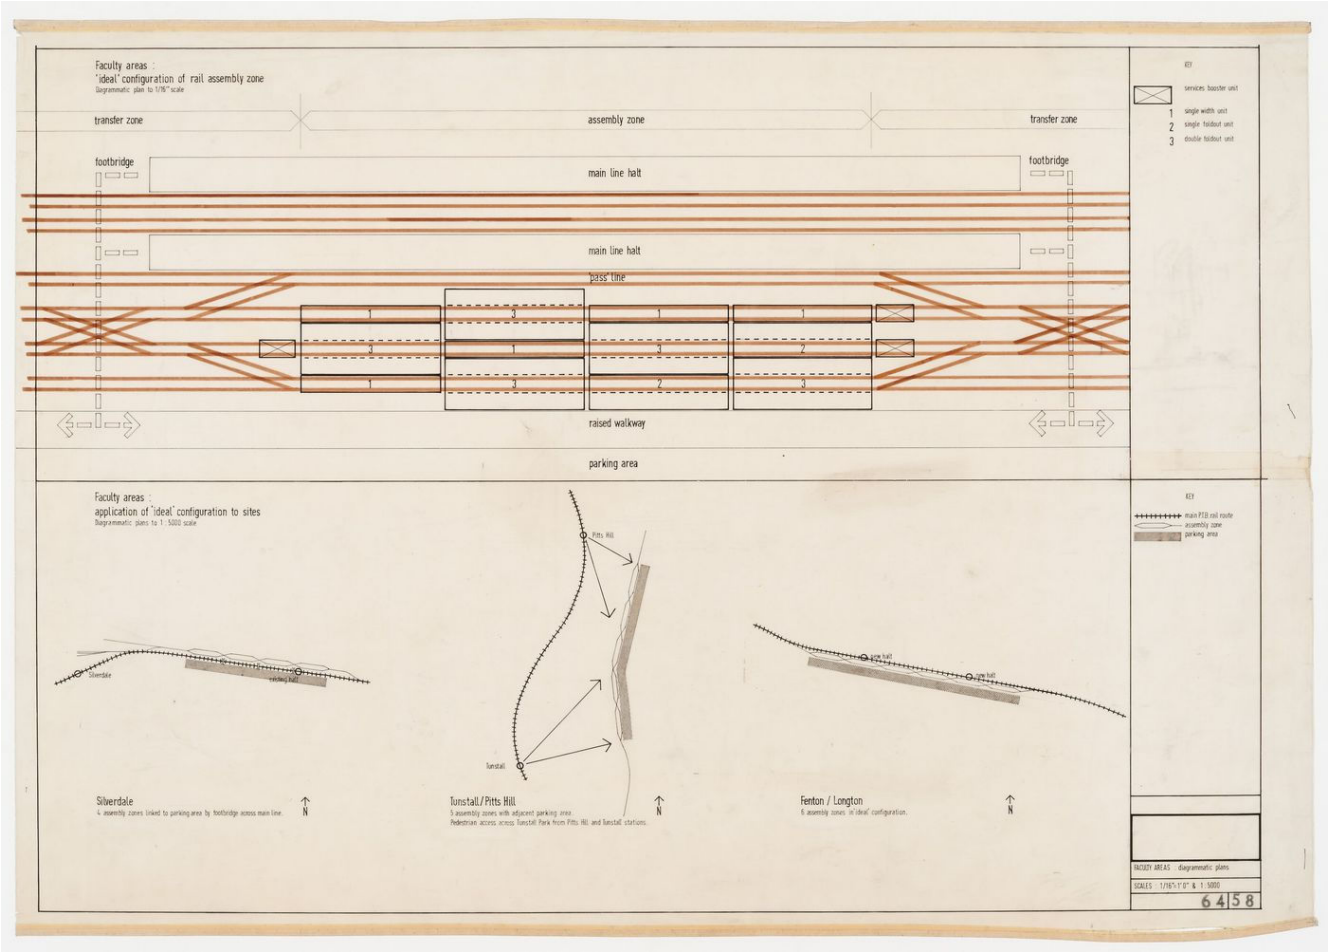 Faculty areas :
'ideal' configuration of rail assembly zone
Diagrammatic plan to 1/16" scale
transfer zone
assembly zone
transfer zone
footbridge
main line halt
footbridge
main line halt
'pass' line
1
3
1
1
3
1
3
2
1
3
2
3
raised walkway
parking area
KEY
services booster unit
1 single width unit
2 single foldout unit
3 double foldout unit
Faculty areas :
application of 'ideal' configuration to sites
Diagrammatic plans to 1 : 5000 scale
KEY
main P.T.B rail route
assembly zone
parking area
Silverdale
existing halt
Pitts Hill
Tunstall
new halt
new halt
Silverdale
4 assembly zones linked to parking area by footbridge across main line.
N
Tunstall/Pitts Hill
5 assembly zones with adjacent parking area.
Pedestrian access across Tunstall Park from Pitts Hill and Tunstall stations.
N
Fenton / Longton
6 assembly zones in 'ideal' configuration.
N
FACULTY AREAS : diagrammatic plans
SCALES : 1/16"=1'0" & 1:5000
64|58